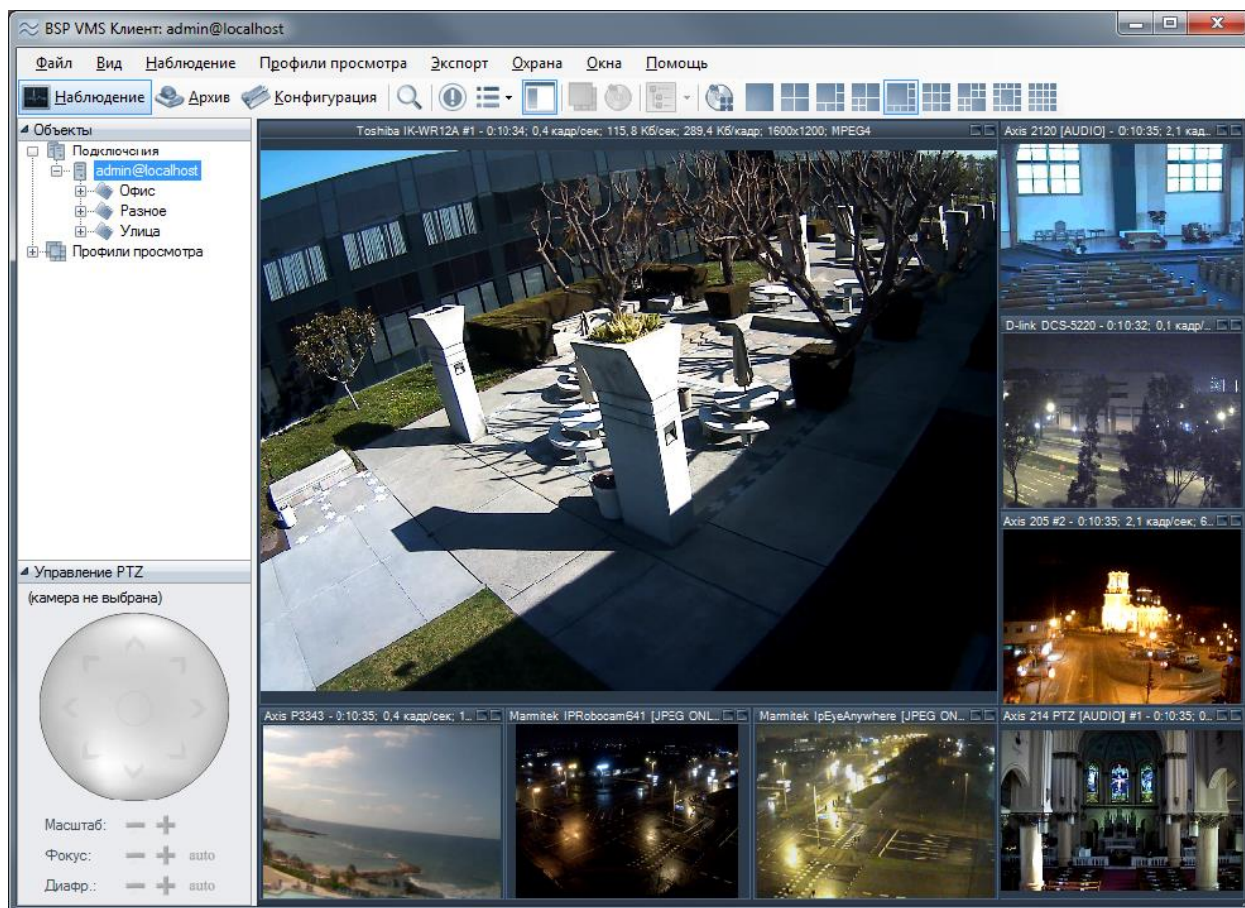 BSP VMS Клиент: admin@localhost
Файл Вид Наблюдение Профили просмотра Экспорт Охрана Окна Помощь
Наблюдение Архив Конфигурация
Объекты
Подключения
admin@localhost
Офис
Разное
Улица
Профили просмотра
Toshiba IK-WR12A #1 - 0:10:34; 0,4 кадр/сек; 115,8 Кб/сек; 289,4 Кб/кадр; 1600x1200; MPEG4
Axis 2120 [AUDIO] - 0:10:35; 2,1 кад...
D-link DCS-5220 - 0:10:32; 0,1 кадр/...
Axis 205 #2 - 0:10:35; 2,1 кадр/сек; 6...
Управление PTZ
(камера не выбрана)
Масштаб:
Фокус: auto
Диафр.: auto
Axis P3343 - 0:10:35; 0,4 кадр/сек; 1...
Marmitek IPRobocam641 [JPEG ONL...
Marmitek IpEyeAnywhere [JPEG ON...
Axis 214 PTZ [AUDIO] #1 - 0:10:35; 0...